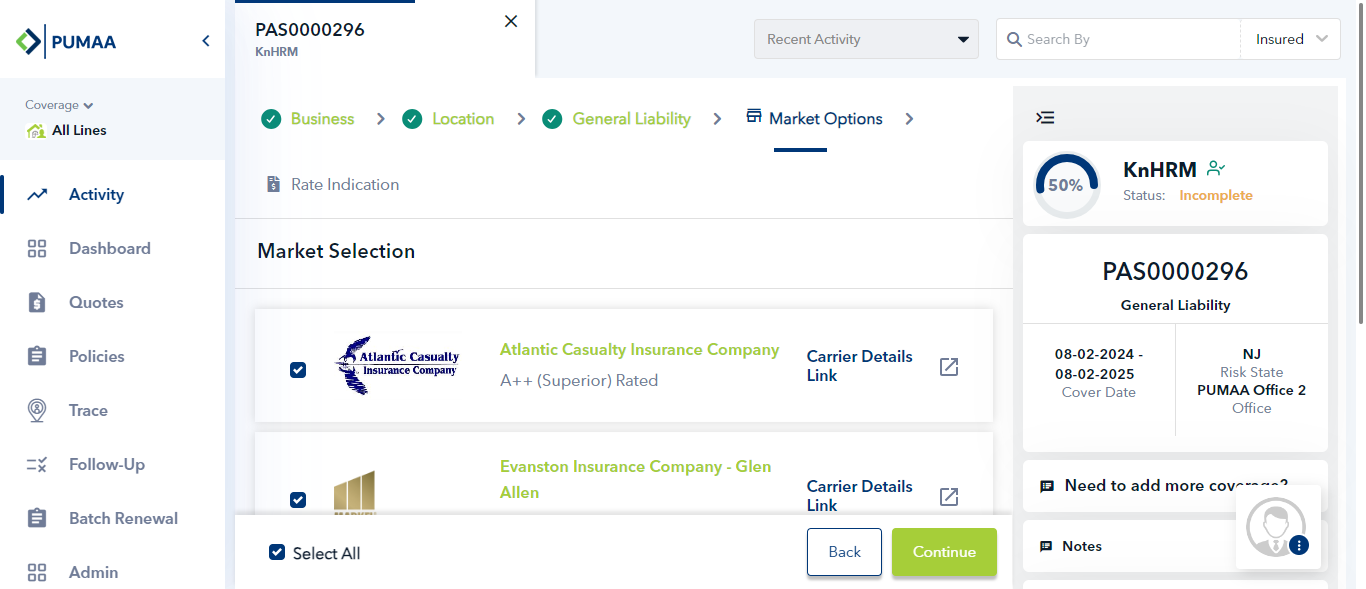 PUMAA
Coverage
All Lines
Activity
Dashboard
Quotes
Policies
Trace
Follow-Up
Batch Renewal
Admin
PAS0000296
KnHRM
Recent Activity
Search By
Insured
Business
Location
General Liability
Market Options
Rate Indication
Market Selection
Atlantic Casualty
Insurance Company
Atlantic Casualty Insurance Company
A++ (Superior) Rated
Carrier Details
Link
Evanston Insurance Company - Glen
Allen
Carrier Details
Link
Select All
Back
Continue
50%
KnHRM
Status: Incomplete
PAS0000296
General Liability
08-02-2024 -
08-02-2025
Cover Date
NJ
Risk State
PUMAA Office 2
Office
Need to add more coverage?
Notes